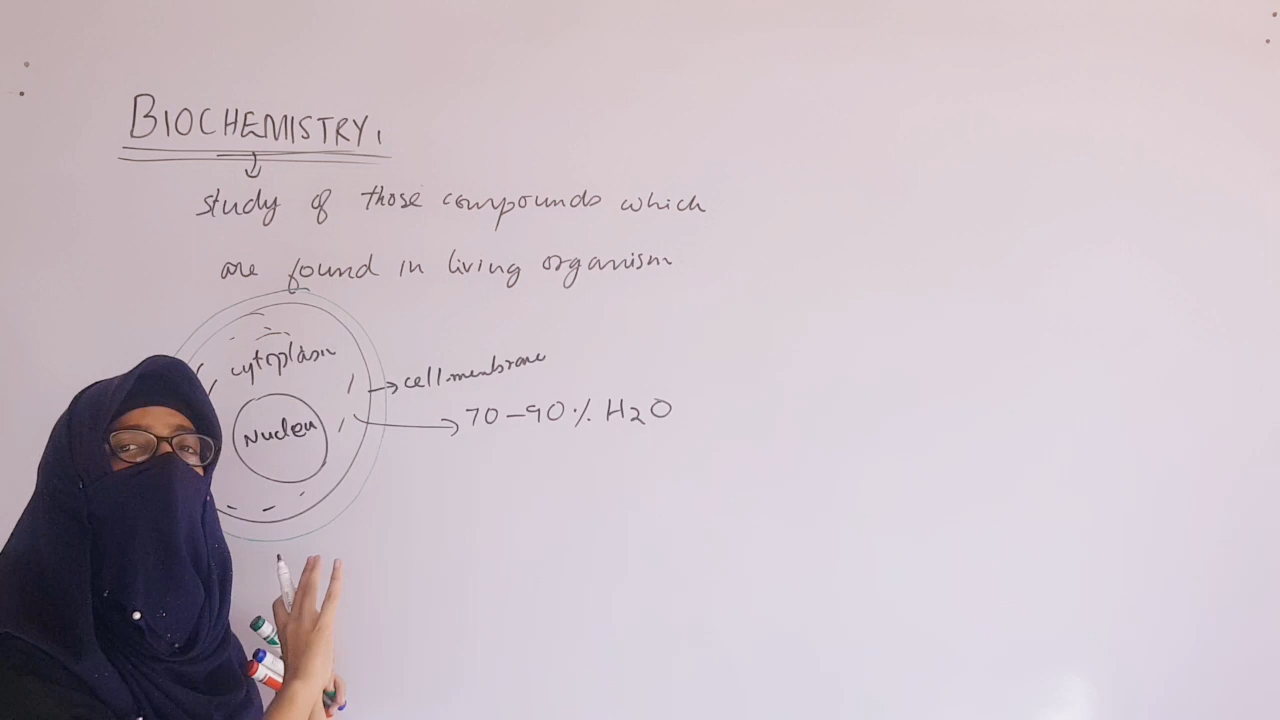 BIOCHEMISTRY,
study of those compounds which
are found in living organism
cytoplasm
cell membrane
70-90% H2O
Nucleu